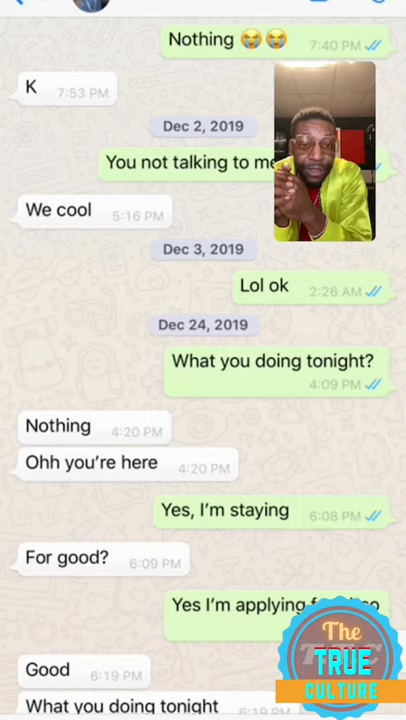 Nothing 😭😭 7:40 PM
K 7:53 PM
Dec 2, 2019
You not talking to me
We cool 5:16 PM
Dec 3, 2019
Lol ok 2:26 AM
Dec 24, 2019
What you doing tonight?
4:09 PM
Nothing 4:20 PM
Ohh you’re here 4:20 PM
Yes, I’m staying 6:08 PM
For good? 6:09 PM
Yes I’m applying
Good 6:19 PM
What you doing tonight 6:19 PM
The
TRUE
CULTURE